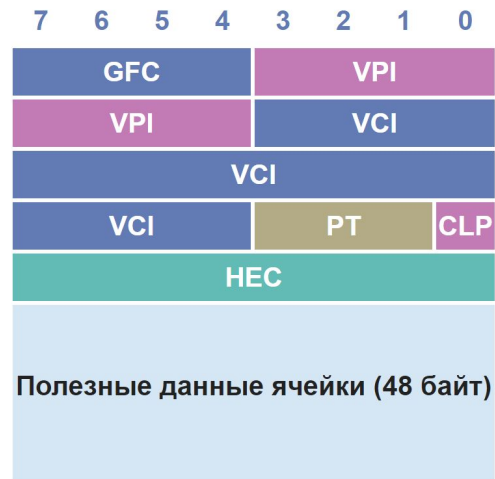 7 6 5 4 3 2 1 0
GFC VPI
VPI VCI
VCI
VCI PT CLP
HEC
Полезные данные ячейки (48 байт)